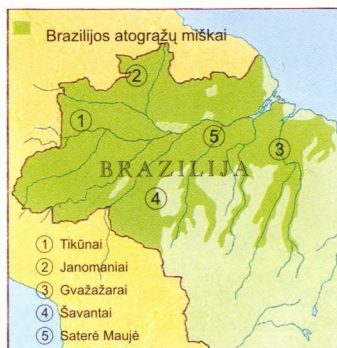 Brazilijos atogrąžų miškai
2
1
5
3
BRAZILIJA
4
1 Tikūnai
2 Janomaniai
3 Gvažažarai
4 Šavantai
5 Saterė Maujė